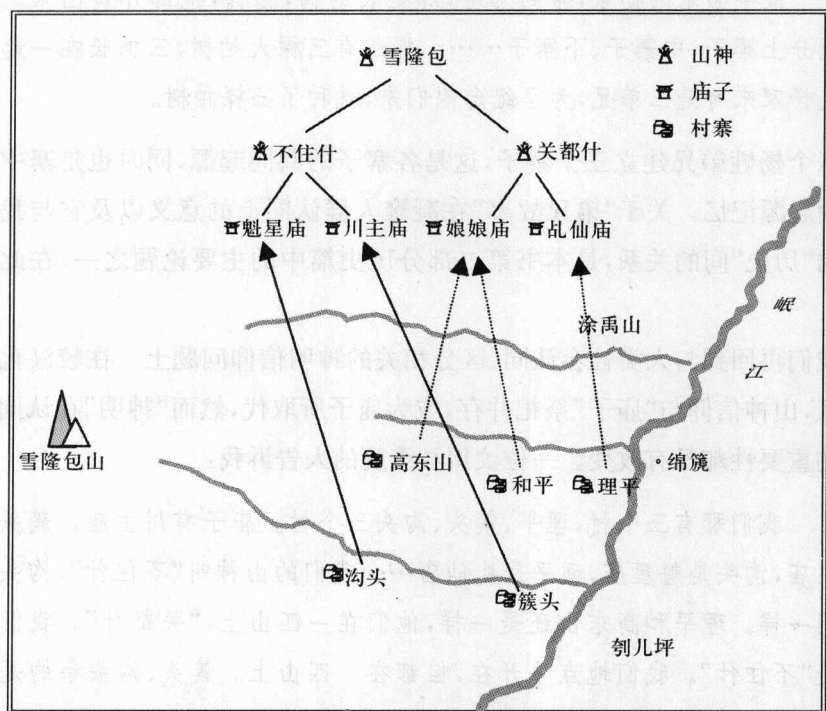 雪隆包
山神
庙子
村寨
不住什
关都什
魁星庙
川主庙
娘娘庙
乩仙庙
涂禹山
岷
江
雪隆包山
高东山
和平
理平
·绵篪
沟头
簇头
刳儿坪